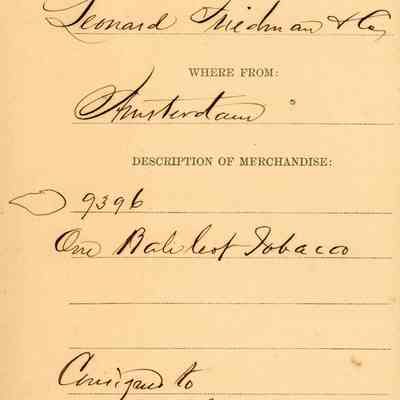 Leonard Friedman & Co
WHERE FROM:
Amsterdam
DESCRIPTION OF MERCHANDISE:
9396
One Bale leaf Tobacco
Consigned to